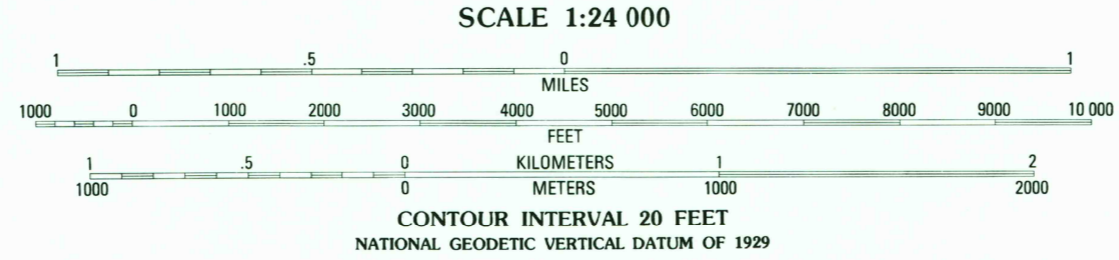 SCALE 1:24 000
1 .5 0 1
MILES
1000 0 1000 2000 3000 4000 5000 6000 7000 8000 9000 10 000
FEET
1 .5 0 KILOMETERS 1 2
1000 0 METERS 1000 2000
CONTOUR INTERVAL 20 FEET
NATIONAL GEODETIC VERTICAL DATUM OF 1929